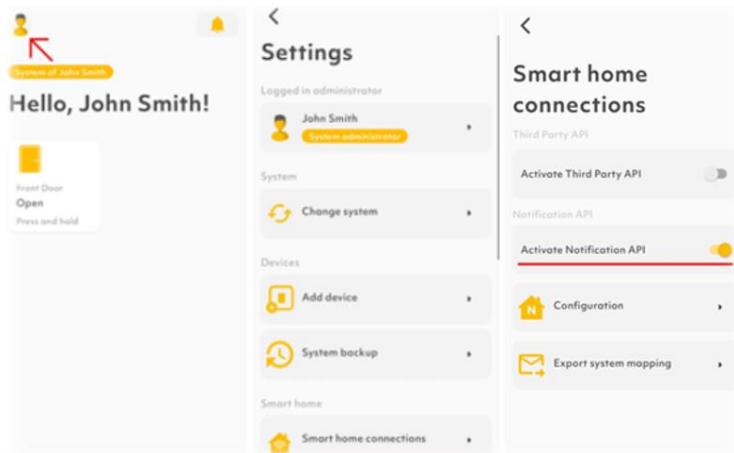 System of John Smith
Hello, John Smith!
Front Door
Open
Press and hold
Settings
Logged in administrator
John Smith
System administrator
System
Change system
Devices
Add device
System backup
Smart home
Smart home connections
Smart home
connections
Third Party API
Activate Third Party API
Notification API
Activate Notification API
N
Configuration
Export system mapping